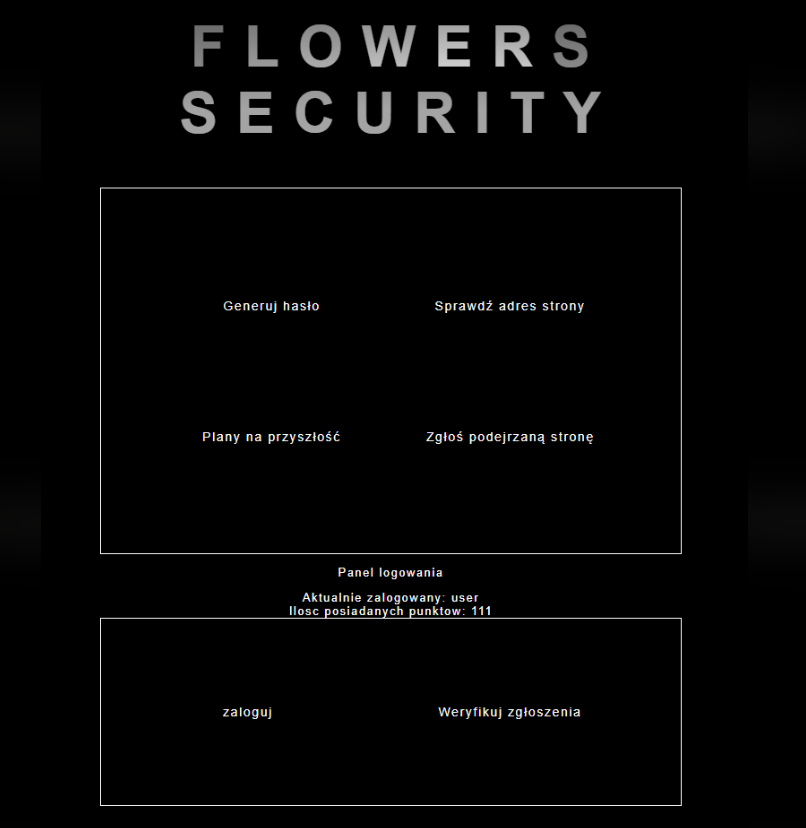 FLOWERS
SECURITY
Generuj hasło
Sprawdź adres strony
Plany na przyszłość
Zgłoś podejrzaną stronę
Panel logowania
Aktualnie zalogowany: user
Ilosc posiadanych punktow: 111
zaloguj
Weryfikuj zgłoszenia